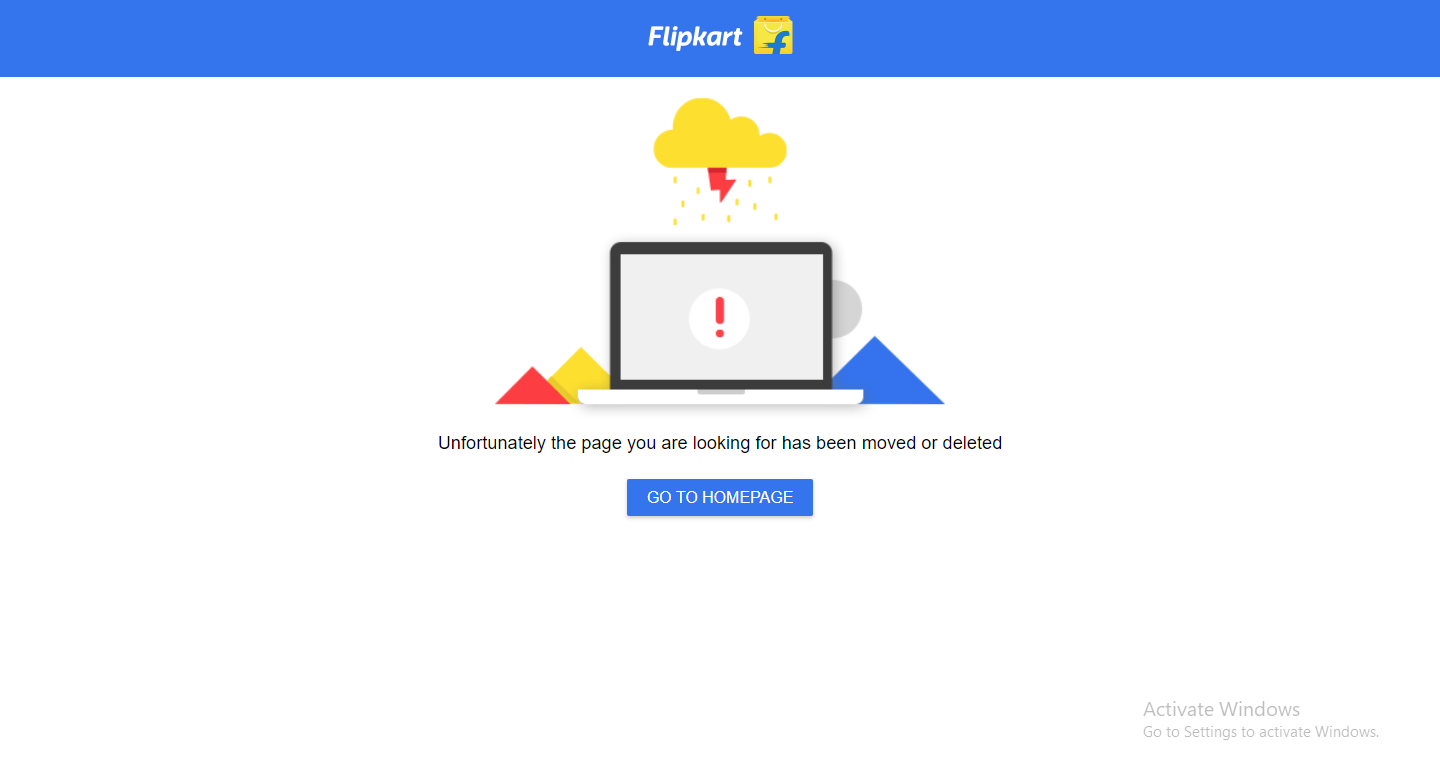 Flipkart
Unfortunately the page you are looking for has been moved or deleted
GO TO HOMEPAGE
Activate Windows
Go to Settings to activate Windows.